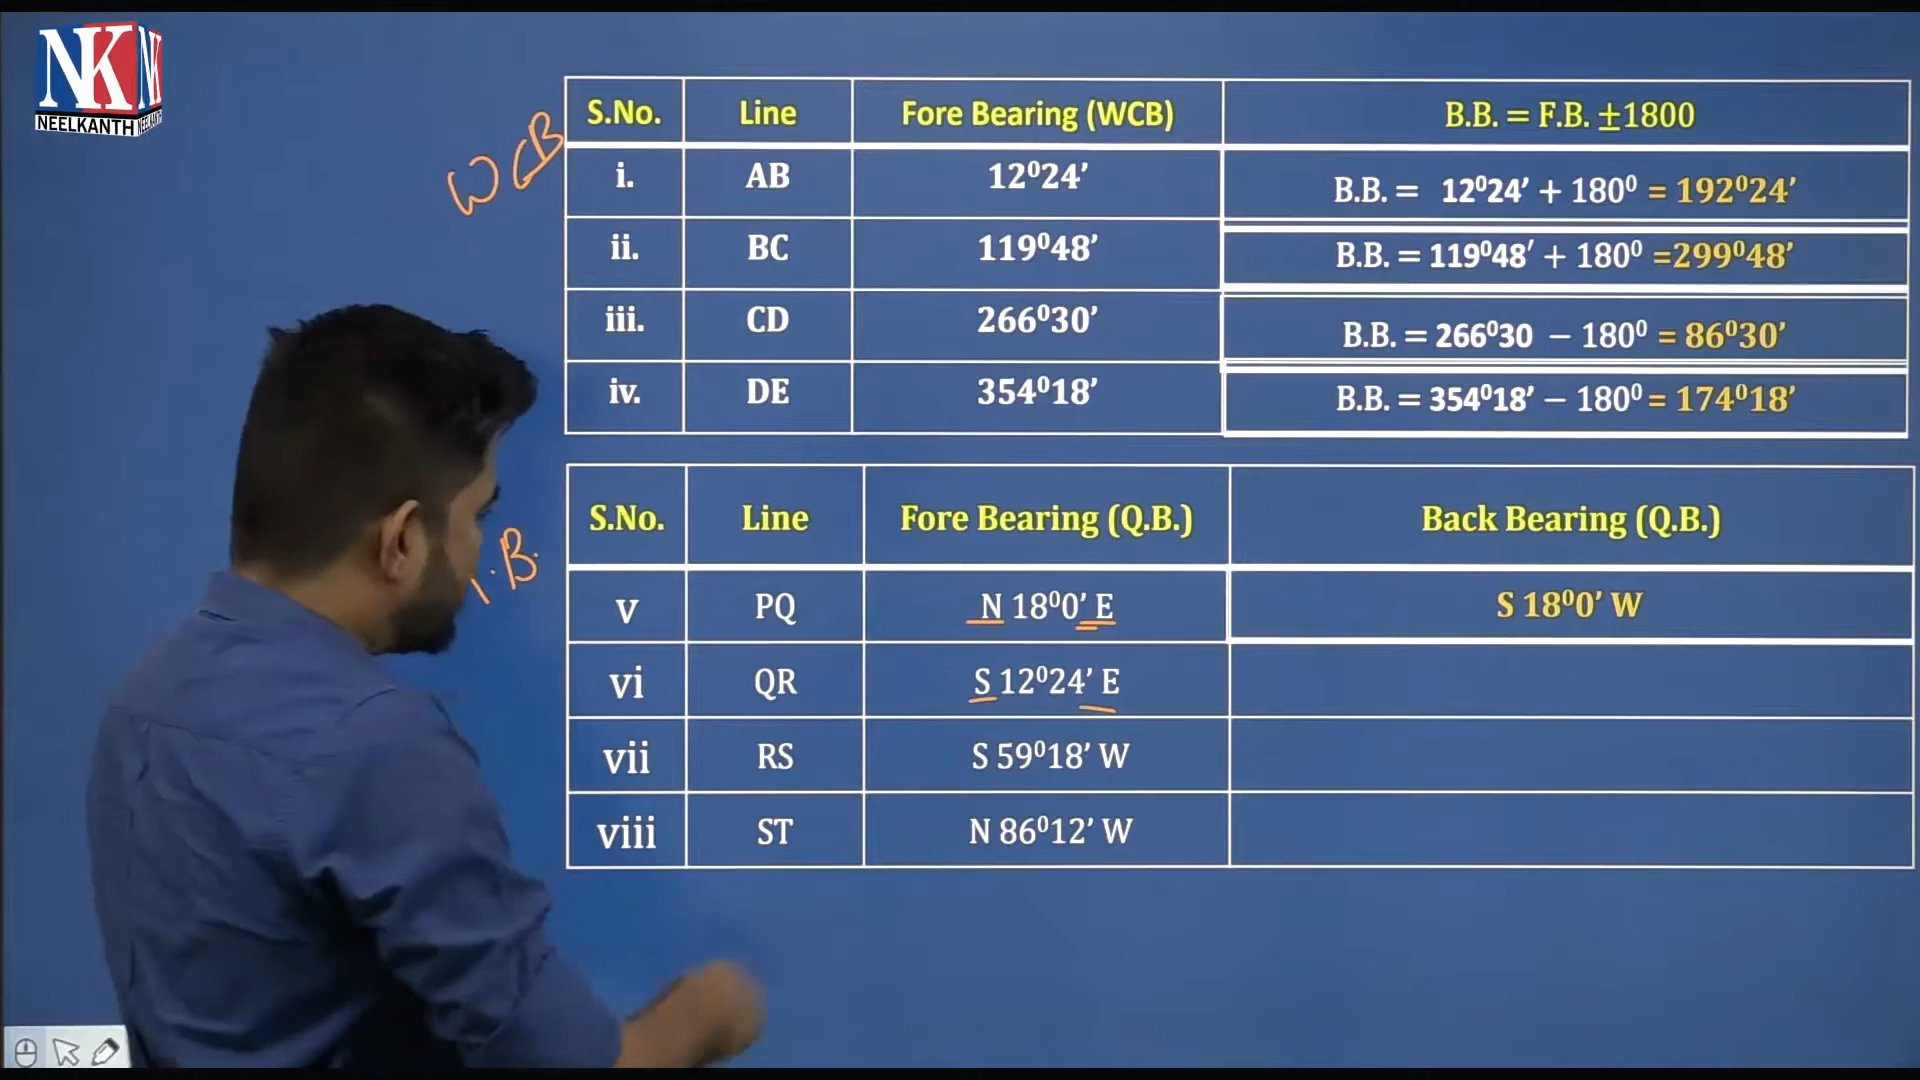 NK N
NEELKANTH NEELKANTH
WCB
S.No. Line Fore Bearing (WCB) B.B. = F.B. ±1800
i. AB 12⁰24’ B.B. = 12⁰24’ + 180⁰ = 192⁰24’
ii. BC 119⁰48’ B.B. = 119⁰48’ + 180⁰ =299⁰48’
iii. CD 266⁰30’ B.B. = 266⁰30 – 180⁰ = 86⁰30’
iv. DE 354⁰18’ B.B. = 354⁰18’ – 180⁰ = 174⁰18’
.B.
S.No. Line Fore Bearing (Q.B.) Back Bearing (Q.B.)
v PQ N 18⁰0’ E S 18⁰0’ W
vi QR S 12⁰24’ E
vii RS S 59⁰18’ W
viii ST N 86⁰12’ W